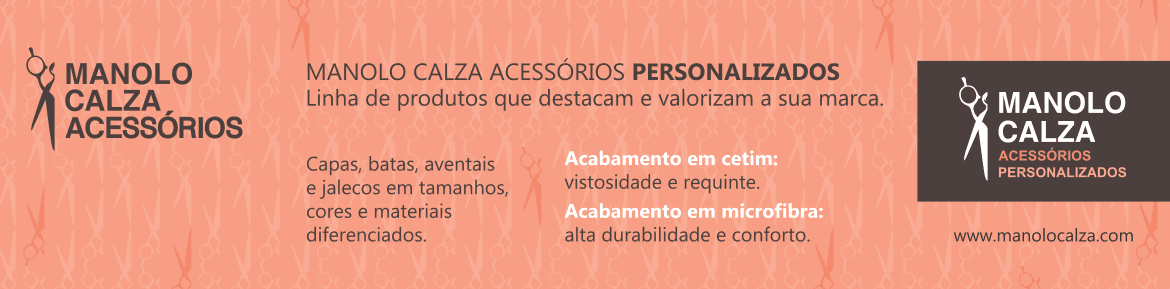 MANOLO
CALZA
ACESSÓRIOS
MANOLO CALZA ACESSÓRIOS PERSONALIZADOS
Linha de produtos que destacam e valorizam a sua marca.
Capas, batas, aventais
e jalecos em tamanhos,
cores e materiais
diferenciados.
Acabamento em cetim:
vistosidade e requinte.
Acabamento em microfibra:
alta durabilidade e conforto.
MANOLO
CALZA
ACESSÓRIOS
PERSONALIZADOS
www.manolocalza.com